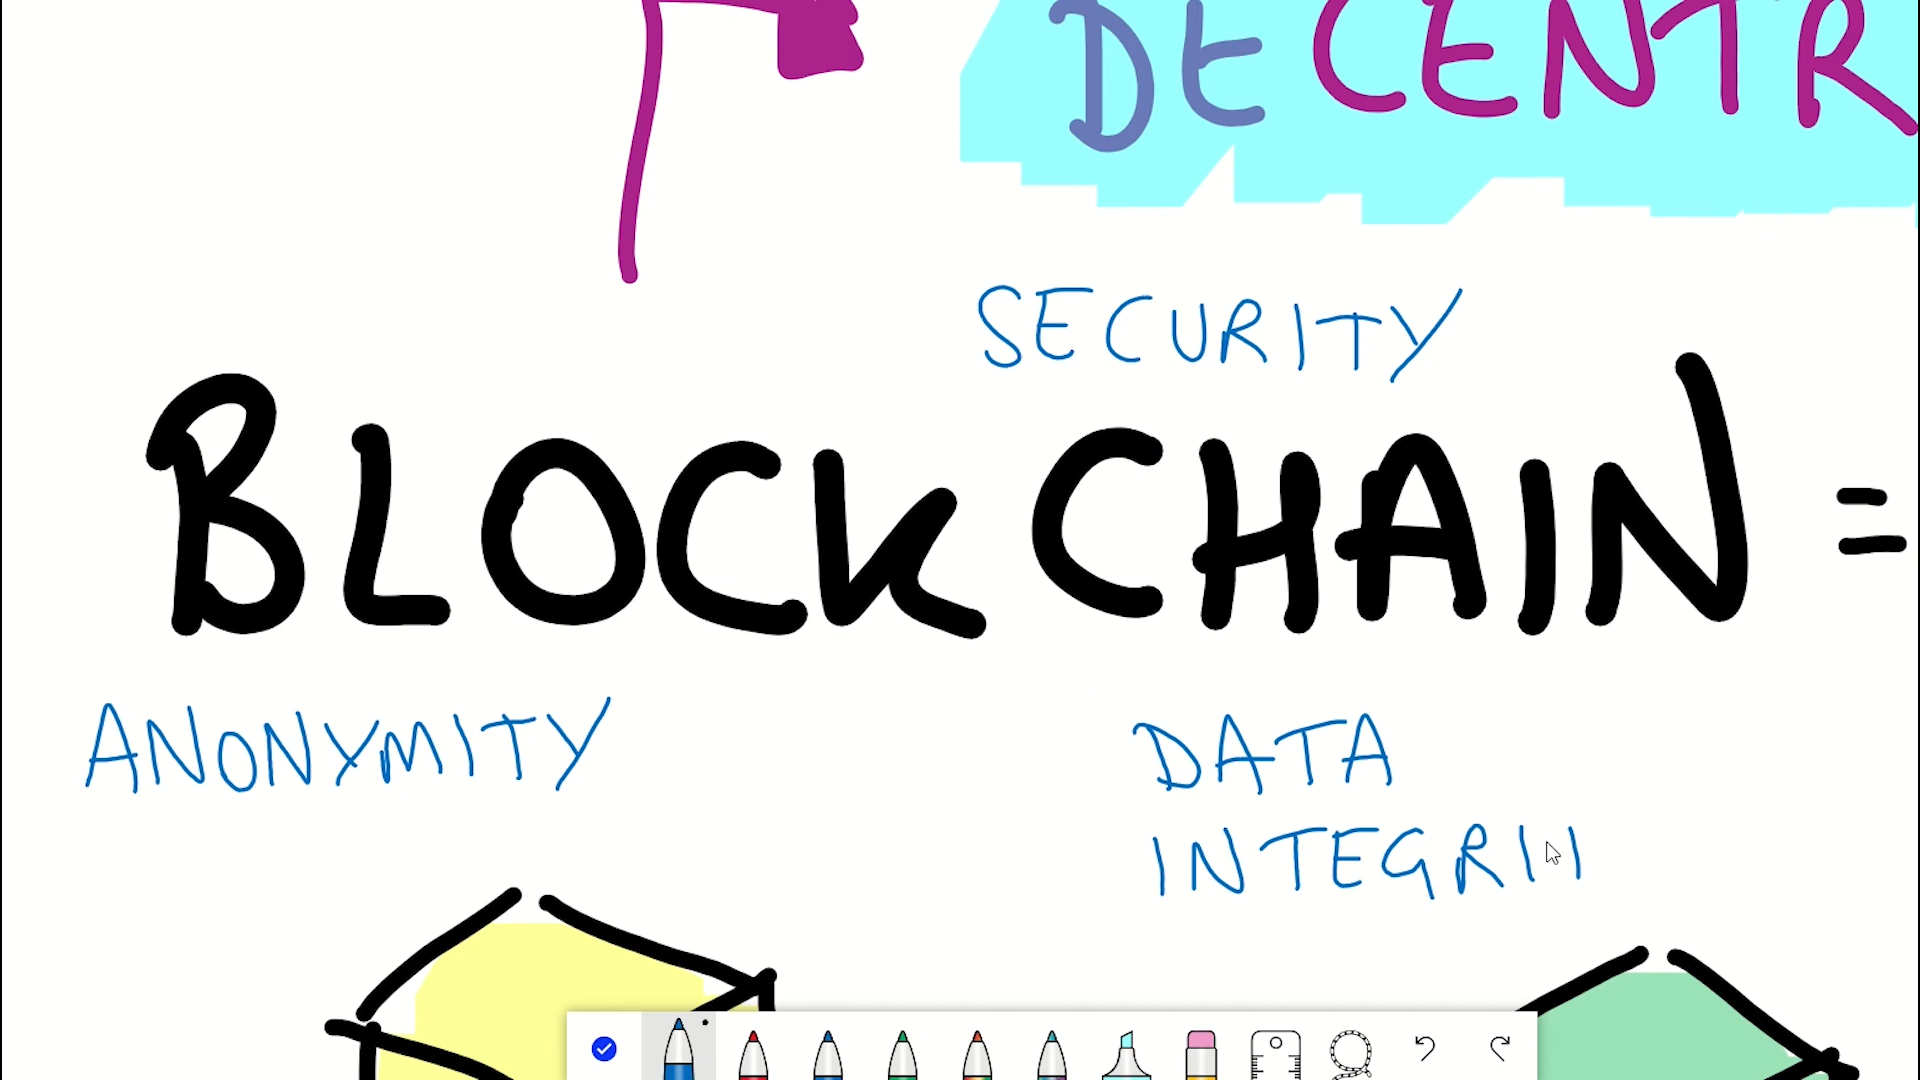 DECENTR
SECURITY
BLOCKCHAIN =
ANONYMITY
DATA
INTEGRI